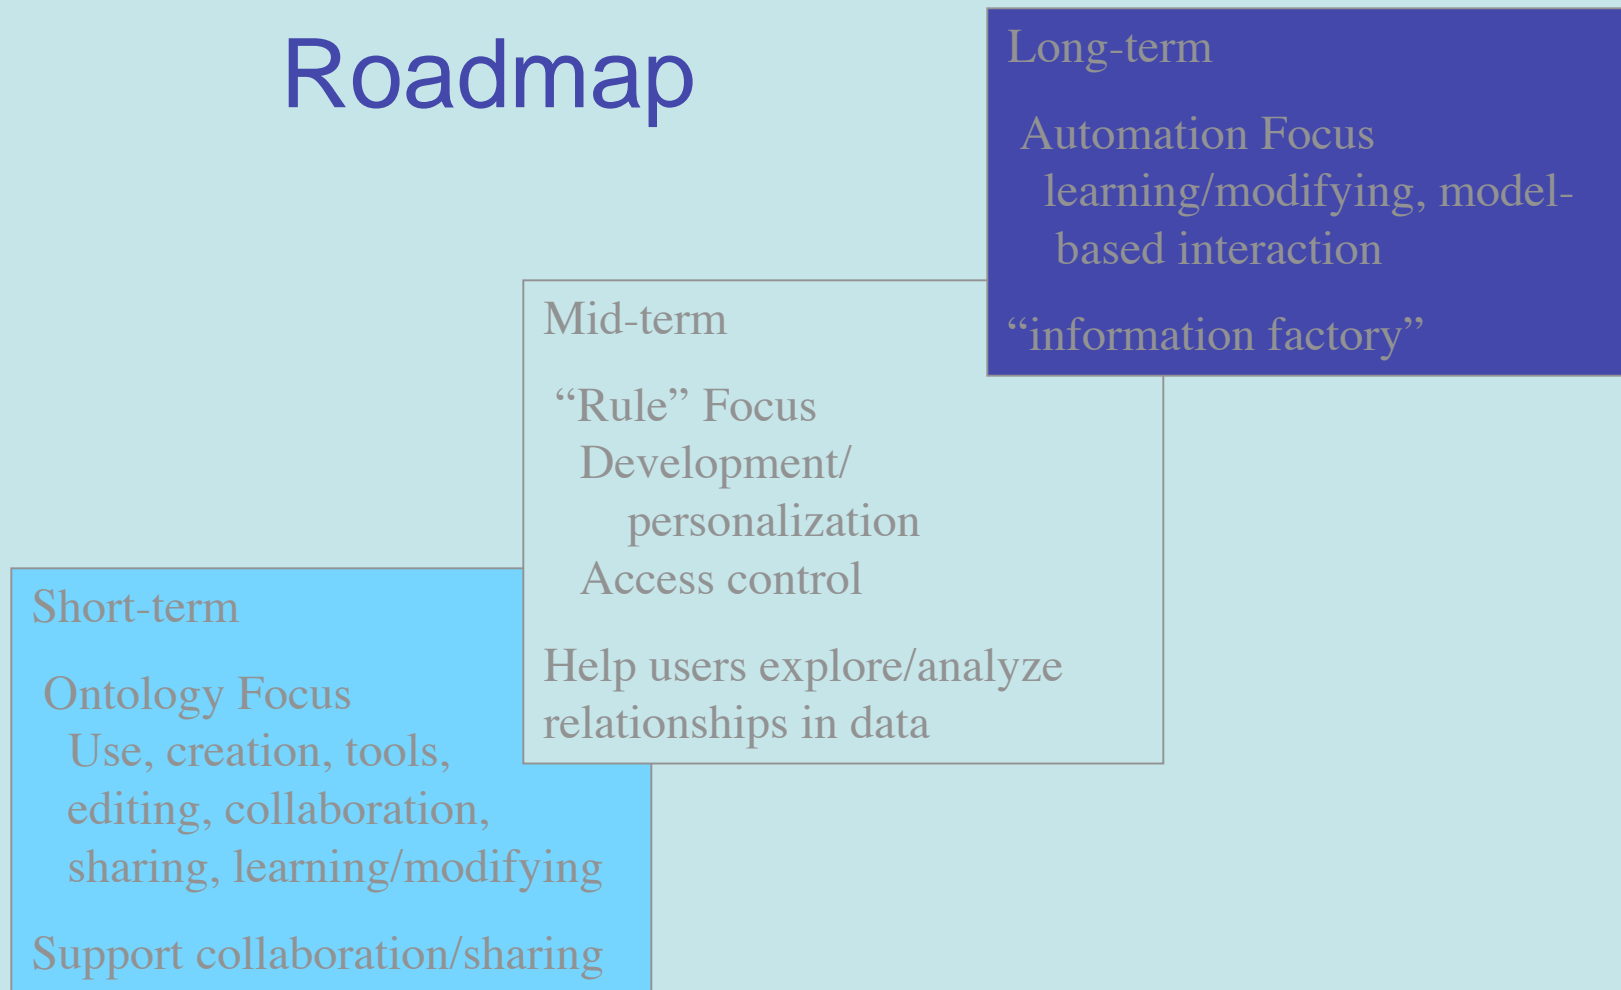 Roadmap
Long-term
Automation Focus
learning/modifying, model-
based interaction
“information factory”
Mid-term
“Rule” Focus
Development/
personalization
Access control
Help users explore/analyze
relationships in data
Short-term
Ontology Focus
Use, creation, tools,
editing, collaboration,
sharing, learning/modifying
Support collaboration/sharing